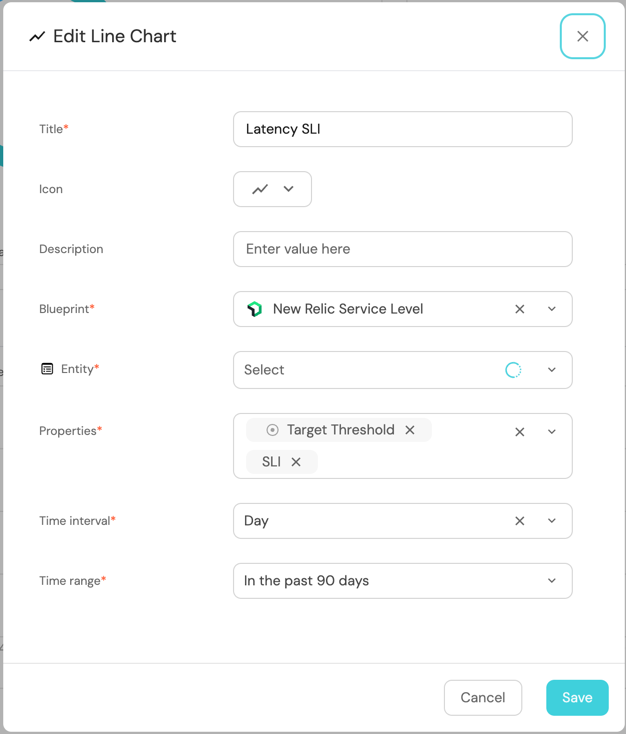 Edit Line Chart
Title*
Latency SLI
Icon
Description
Enter value here
Blueprint*
New Relic Service Level
Entity*
Select
Properties*
Target Threshold
SLI
Time interval*
Day
Time range*
In the past 90 days
Cancel
Save